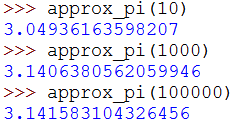 >>> approx_pi(10)
3.04936163598207
>>> approx_pi(1000)
3.1406380562059946
>>> approx_pi(100000)
3.141583104326456